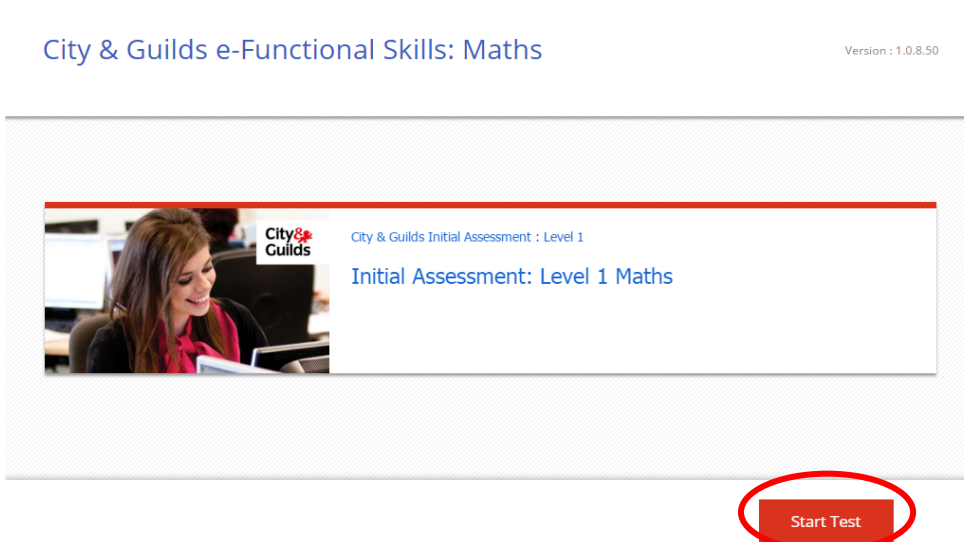 City & Guilds e-Functional Skills: Maths
Version : 1.0.8.50
City&
Guilds
City & Guilds Initial Assessment : Level 1
Initial Assessment: Level 1 Maths
Start Test